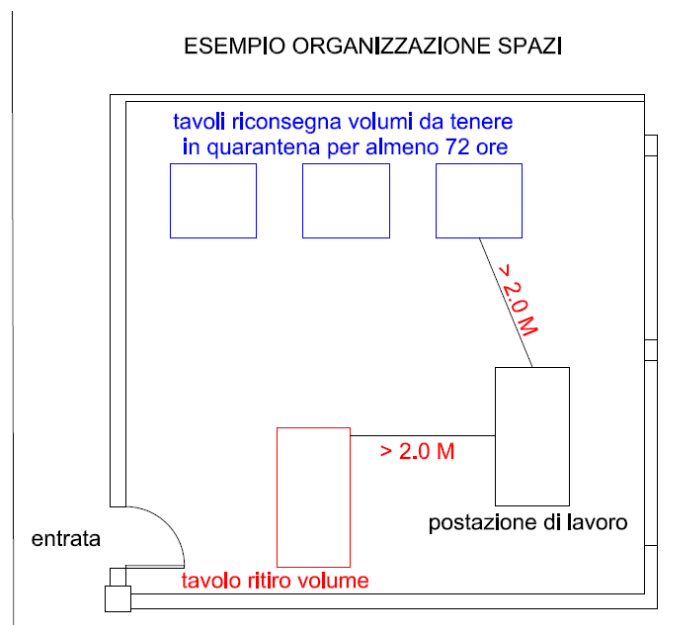 ESEMPIO ORGANIZZAZIONE SPAZI
tavoli riconsegna volumi da tenere
in quarantena per almeno 72 ore
> 2.0 M
> 2.0 M
postazione di lavoro
entrata
tavolo ritiro volume